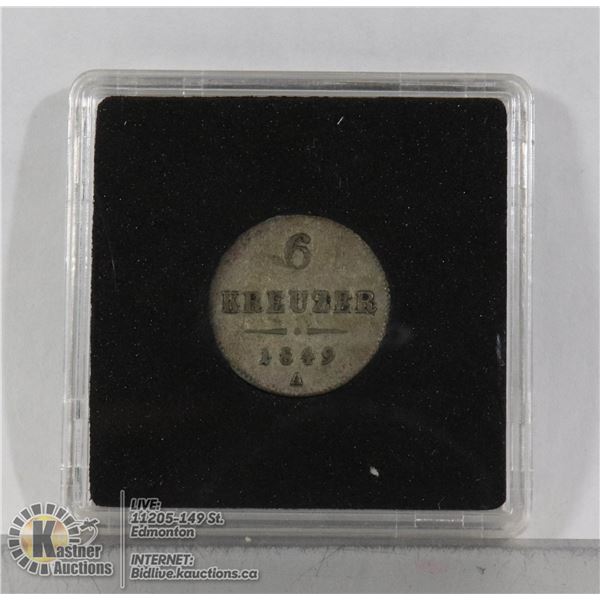 6
KREUZER
1849
A
Kastner
Auctions
LIVE:
11205-149 St.
Edmonton
INTERNET:
Bidlive.kauctions.ca